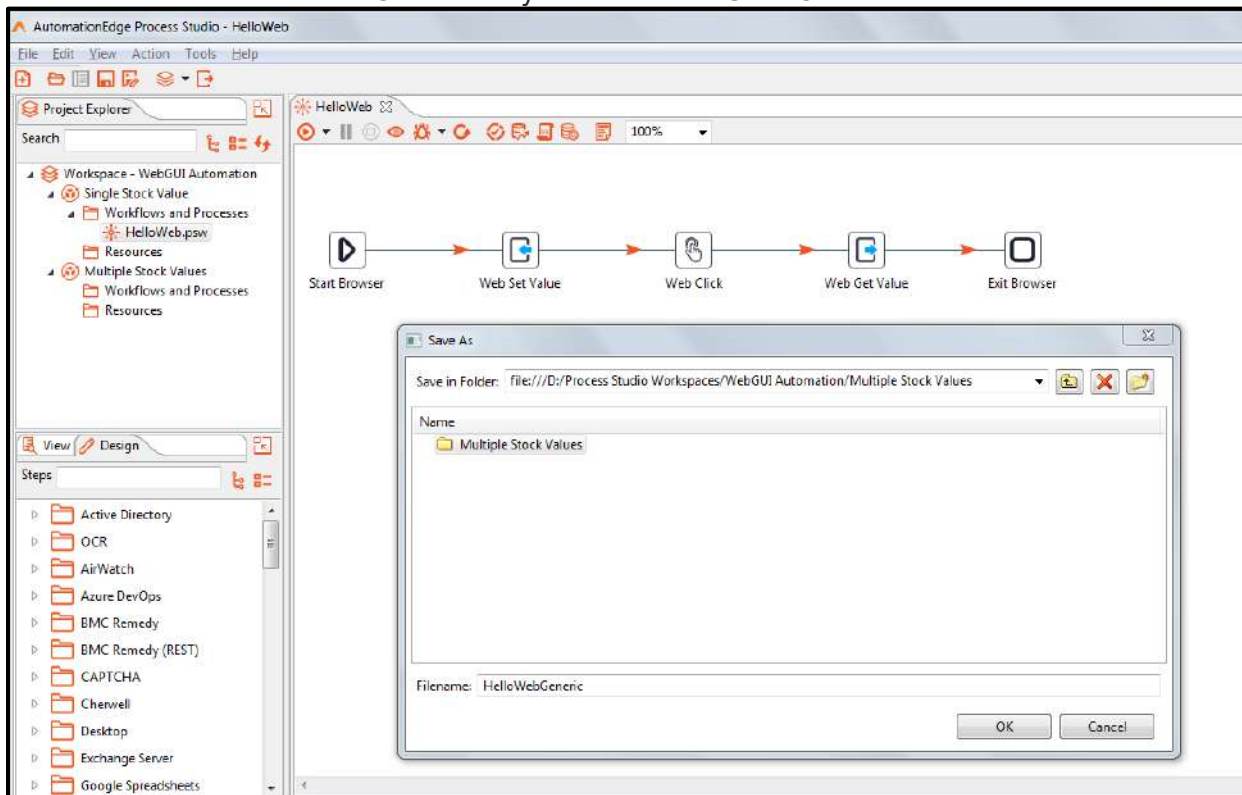 AutomationEdge Process Studio - HelloWeb
File Edit View Action Tools Help
Project Explorer
Search
Workspace - WebGUI Automation
Single Stock Value
Workflows and Processes
HelloWeb.psw
Resources
Multiple Stock Values
Workflows and Processes
Resources
HelloWeb
100%
Start Browser Web Set Value Web Click Web Get Value Exit Browser
Save As
Save in Folder: file:///D:/Process Studio Workspaces/WebGUI Automation/Multiple Stock Values
Name
Multiple Stock Values
Filename: HelloWebGeneric
OK Cancel
View Design
Steps
Active Directory
OCR
AirWatch
Azure DevOps
BMC Remedy
BMC Remedy (REST)
CAPTCHA
Cherwell
Desktop
Exchange Server
Google Spreadsheets